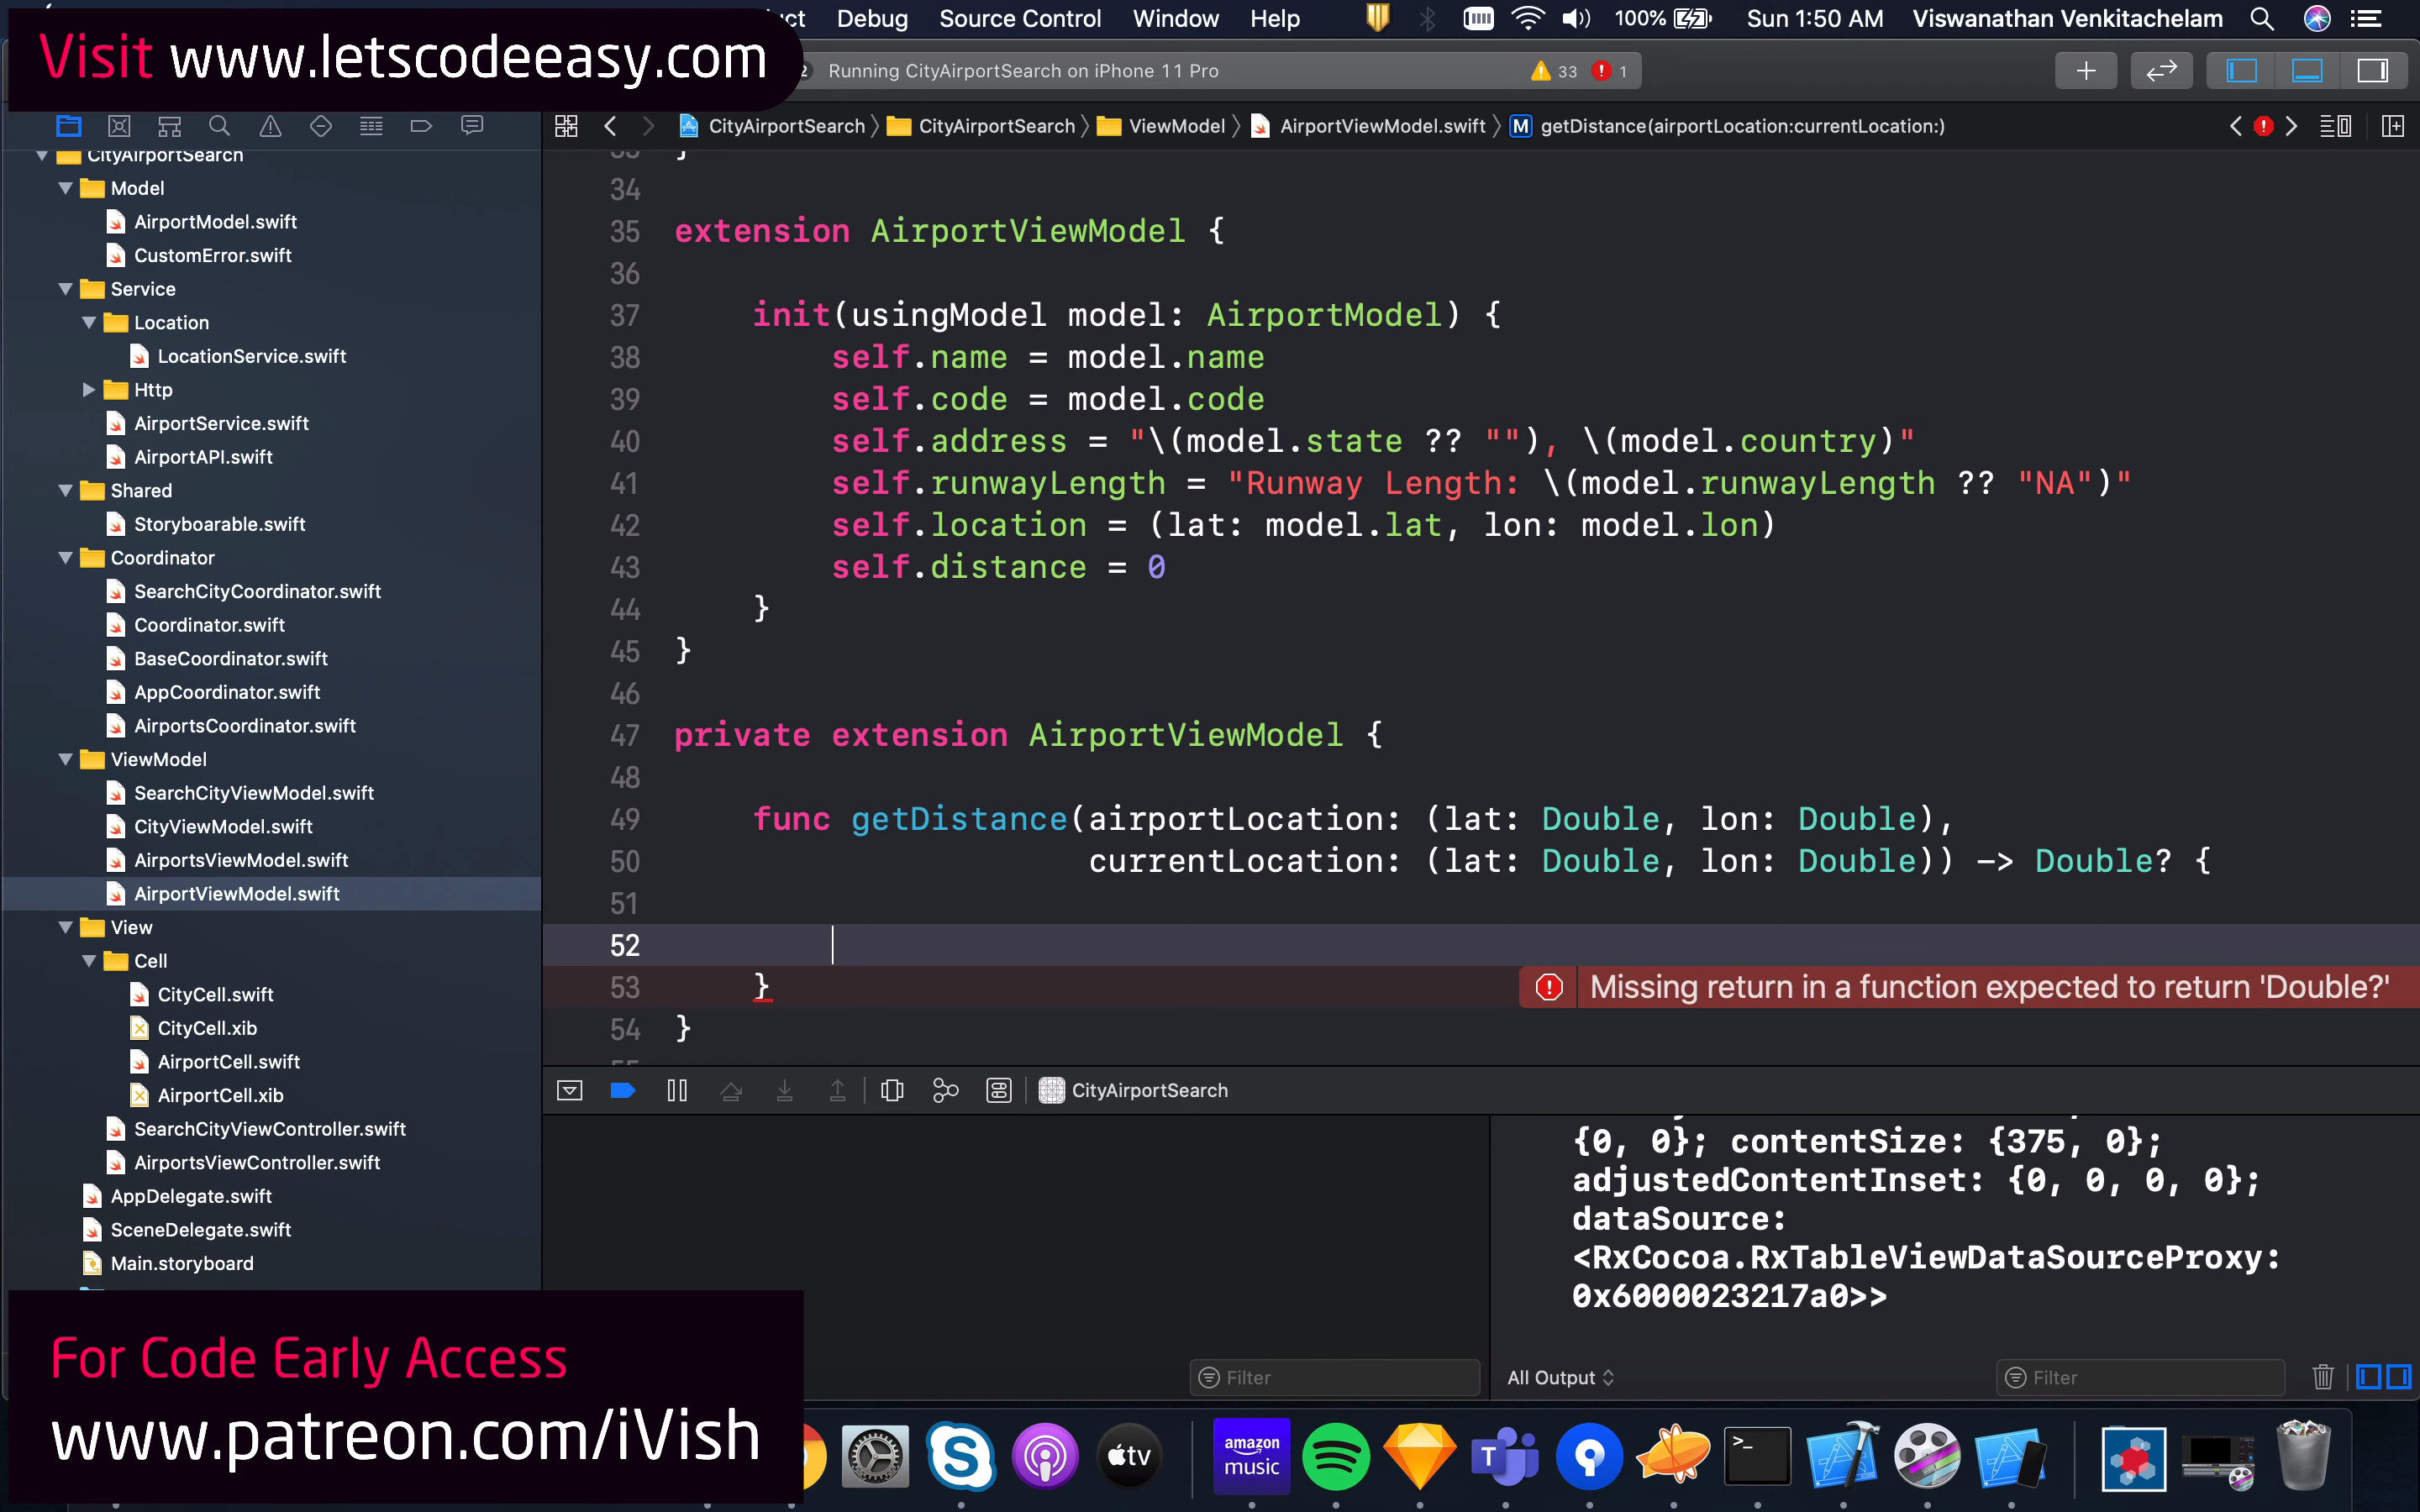 Visit www.letscodeeasy.com
Debug Source Control Window Help 100% Sun 1:50 AM Viswanathan Venkitachelam
Running CityAirportSearch on iPhone 11 Pro 33 1
CityAirportSearch CityAirportSearch ViewModel AirportViewModel.swift M getDistance(airportLocation:currentLocation:)
CityAirportSearch
Model
AirportModel.swift
CustomError.swift
Service
Location
LocationService.swift
Http
AirportService.swift
AirportAPI.swift
Shared
Storyboarable.swift
Coordinator
SearchCityCoordinator.swift
Coordinator.swift
BaseCoordinator.swift
AppCoordinator.swift
AirportsCoordinator.swift
ViewModel
SearchCityViewModel.swift
CityViewModel.swift
AirportsViewModel.swift
AirportViewModel.swift
View
Cell
CityCell.swift
CityCell.xib
AirportCell.swift
AirportCell.xib
SearchCityViewController.swift
AirportsViewController.swift
AppDelegate.swift
SceneDelegate.swift
Main.storyboard
34
35 extension AirportViewModel {
36
37 init(usingModel model: AirportModel) {
38 self.name = model.name
39 self.code = model.code
40 self.address = "\(model.state ?? ""), \(model.country)"
41 self.runwayLength = "Runway Length: \(model.runwayLength ?? "NA")"
42 self.location = (lat: model.lat, lon: model.lon)
43 self.distance = 0
44 }
45 }
46
47 private extension AirportViewModel {
48
49 func getDistance(airportLocation: (lat: Double, lon: Double),
50 currentLocation: (lat: Double, lon: Double)) -> Double? {
51
52
53 } Missing return in a function expected to return 'Double?'
54 }
CityAirportSearch
{0, 0}; contentSize: {375, 0};
adjustedContentInset: {0, 0, 0, 0};
dataSource:
<RxCocoa.RxTableViewDataSourceProxy:
0x6000023217a0>>
Filter All Output Filter
For Code Early Access
www.patreon.com/iVish
tv
amazon
music
T